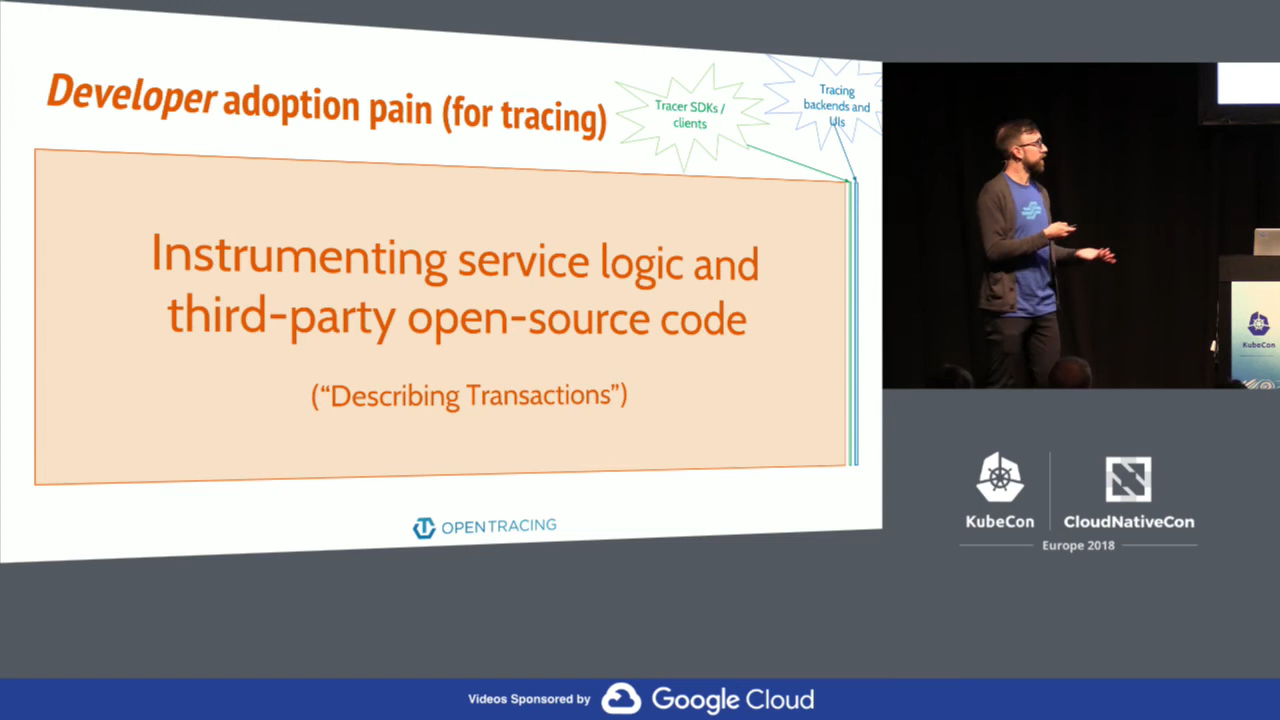 Developer adoption pain (for tracing)
Tracer SDKs /
clients
Tracing
backends and
UIs
Instrumenting service logic and
third-party open-source code
(“Describing Transactions”)
OPENTRACING
KubeCon
KubeCon
CloudNativeCon
Europe 2018
Videos Sponsored by
Google Cloud